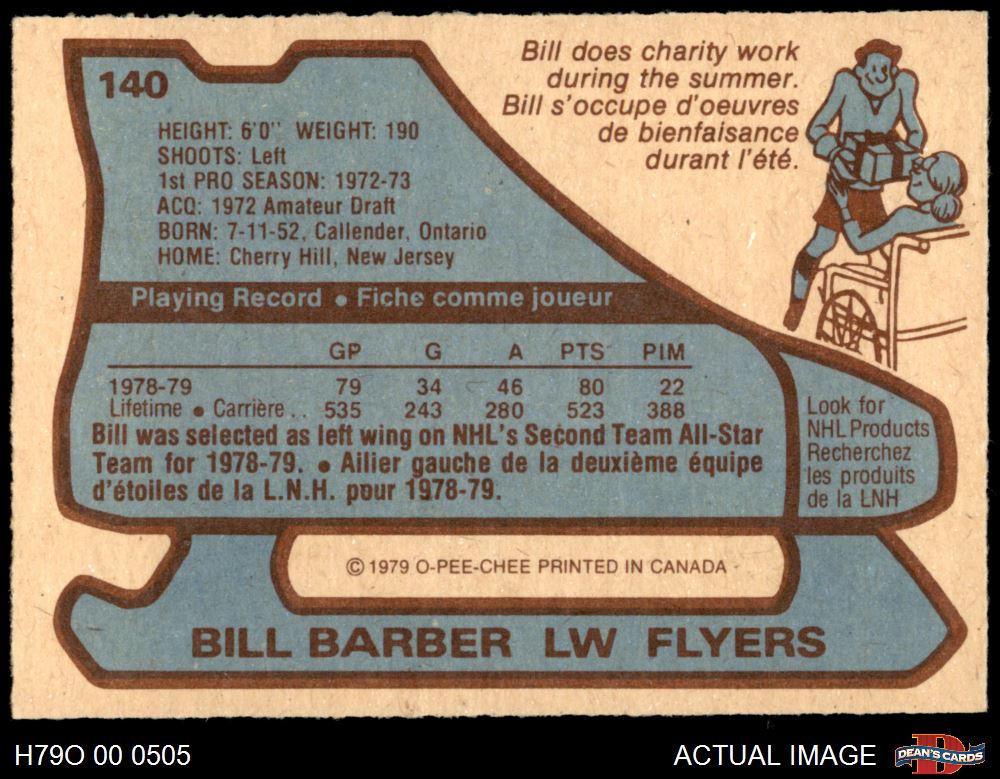 140
Bill does charity work
during the summer.
Bill s'occupe d'oeuvres
de bienfaisance
durant l'été.
HEIGHT: 6'0" WEIGHT: 190
SHOOTS: Left
1st PRO SEASON: 1972-73
ACQ: 1972 Amateur Draft
BORN: 7-11-52, Callender, Ontario
HOME: Cherry Hill, New Jersey
Playing Record • Fiche comme joueur
GP G A PTS PIM
1978-79 79 34 46 80 22
Lifetime • Carrière .. 535 243 280 523 388
Bill was selected as left wing on NHL's Second Team All-Star
Team for 1978-79. • Ailier gauche de la deuxième équipe
d'étoiles de la L.N.H. pour 1978-79.
Look for
NHL Products
Recherchez
les produits
de la LNH
© 1979 O-PEE-CHEE PRINTED IN CANADA
BILL BARBER LW FLYERS
H79O 00 0505
ACTUAL IMAGE
DEAN'S CARDS